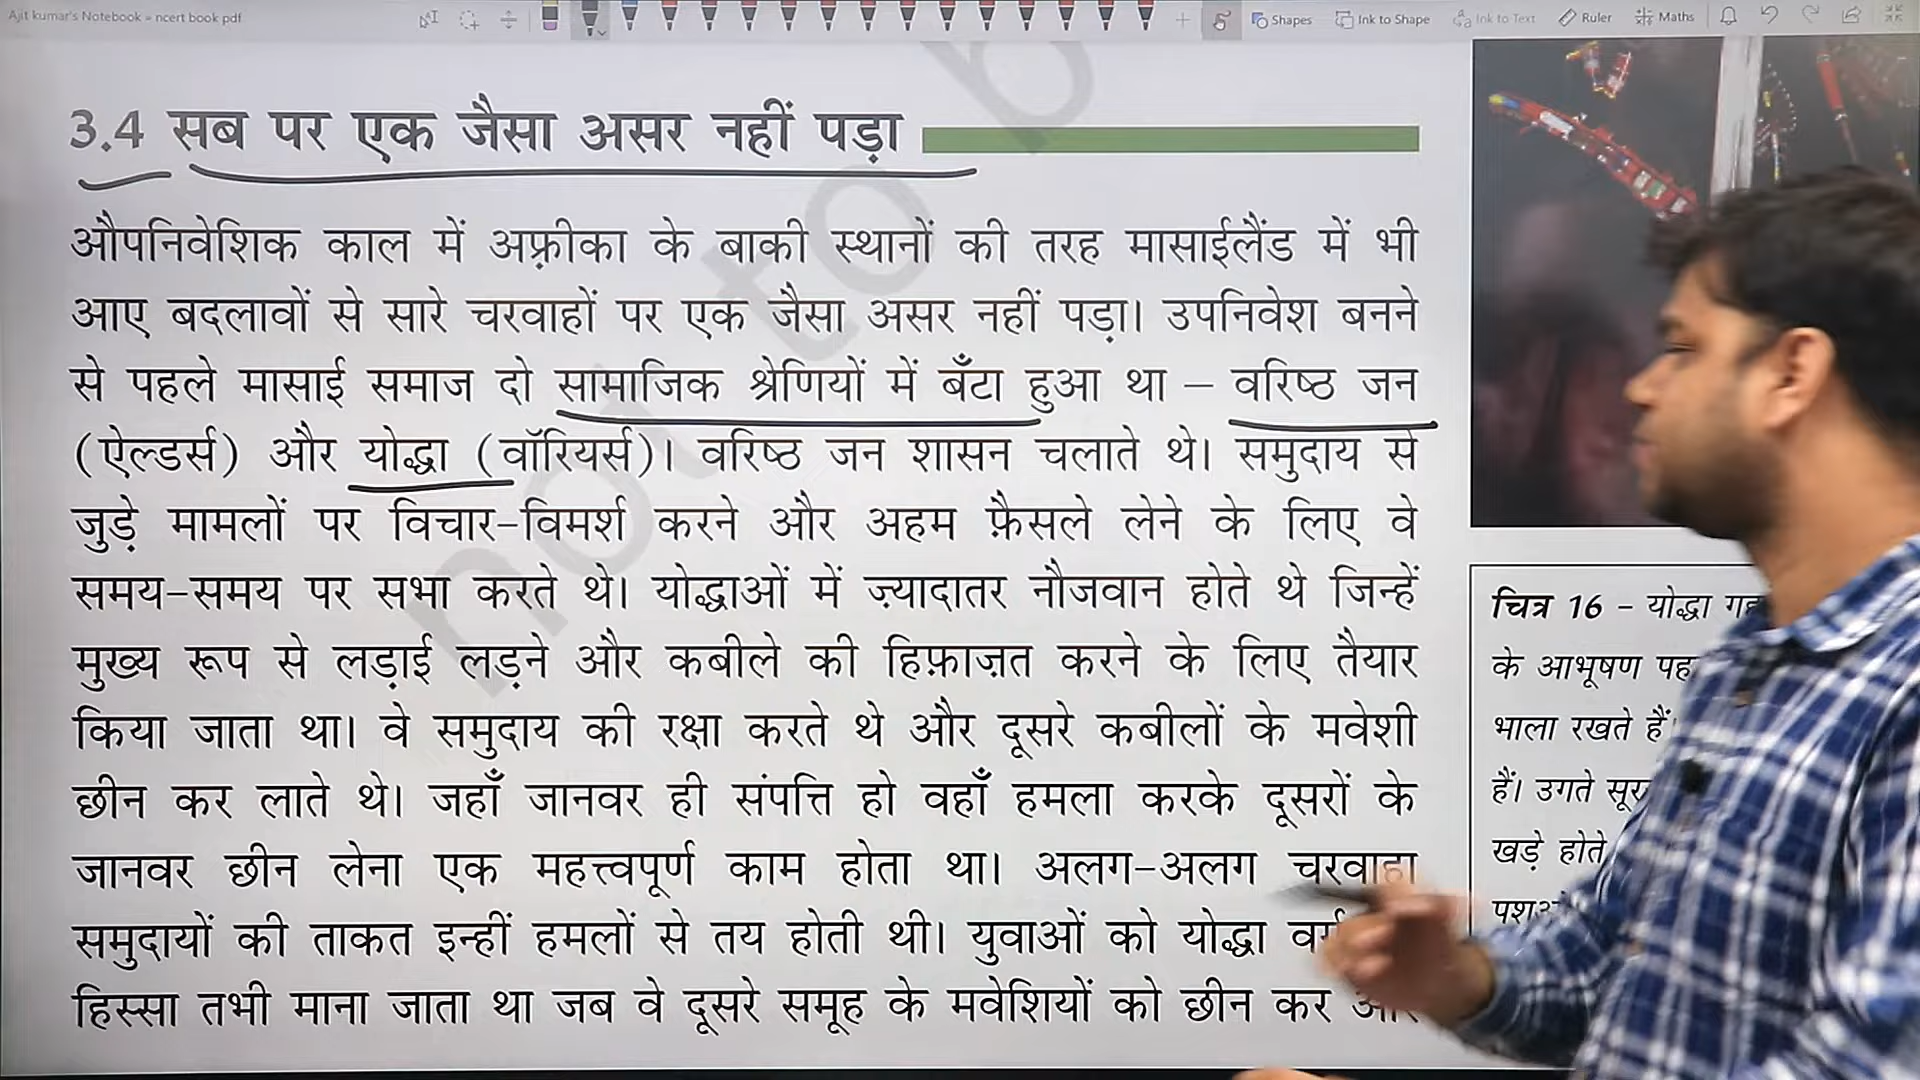 Ajit kumar's Notebook » ncert book pdf
Shapes
Ink to Shape
Ink to Text
Ruler
Maths
3.4 सब पर एक जैसा असर नहीं पड़ा
औपनिवेशिक काल में अफ़्रीका के बाकी स्थानों की तरह मासाईलैंड में भी
आए बदलावों से सारे चरवाहों पर एक जैसा असर नहीं पड़ा। उपनिवेश बनने
से पहले मासाई समाज दो सामाजिक श्रेणियों में बँटा हुआ था – वरिष्ठ जन
(ऐल्डर्स) और योद्धा (वॉरियर्स)। वरिष्ठ जन शासन चलाते थे। समुदाय से
जुड़े मामलों पर विचार-विमर्श करने और अहम फ़ैसले लेने के लिए वे
समय-समय पर सभा करते थे। योद्धाओं में ज़्यादातर नौजवान होते थे जिन्हें
मुख्य रूप से लड़ाई लड़ने और कबीले की हिफ़ाज़त करने के लिए तैयार
किया जाता था। वे समुदाय की रक्षा करते थे और दूसरे कबीलों के मवेशी
छीन कर लाते थे। जहाँ जानवर ही संपत्ति हो वहाँ हमला करके दूसरों के
जानवर छीन लेना एक महत्त्वपूर्ण काम होता था। अलग-अलग चरवाहा
समुदायों की ताकत इन्हीं हमलों से तय होती थी। युवाओं को योद्धा
हिस्सा तभी माना जाता था जब वे दूसरे समूह के मवेशियों को छीन कर
not to b
चित्र 16 – योद्धा
के आभूषण
भाला रखते हैं
हैं। उगते
खड़े होते